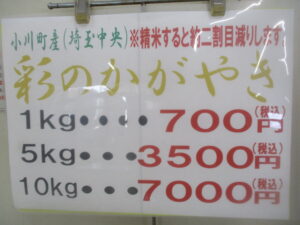 小川町産(埼玉中央)※精米すると約二割目減りします
彩のかがやき
1kg・・・・700円(税込)
5kg・・・3500円(税込)
10kg・・・7000円(税込)